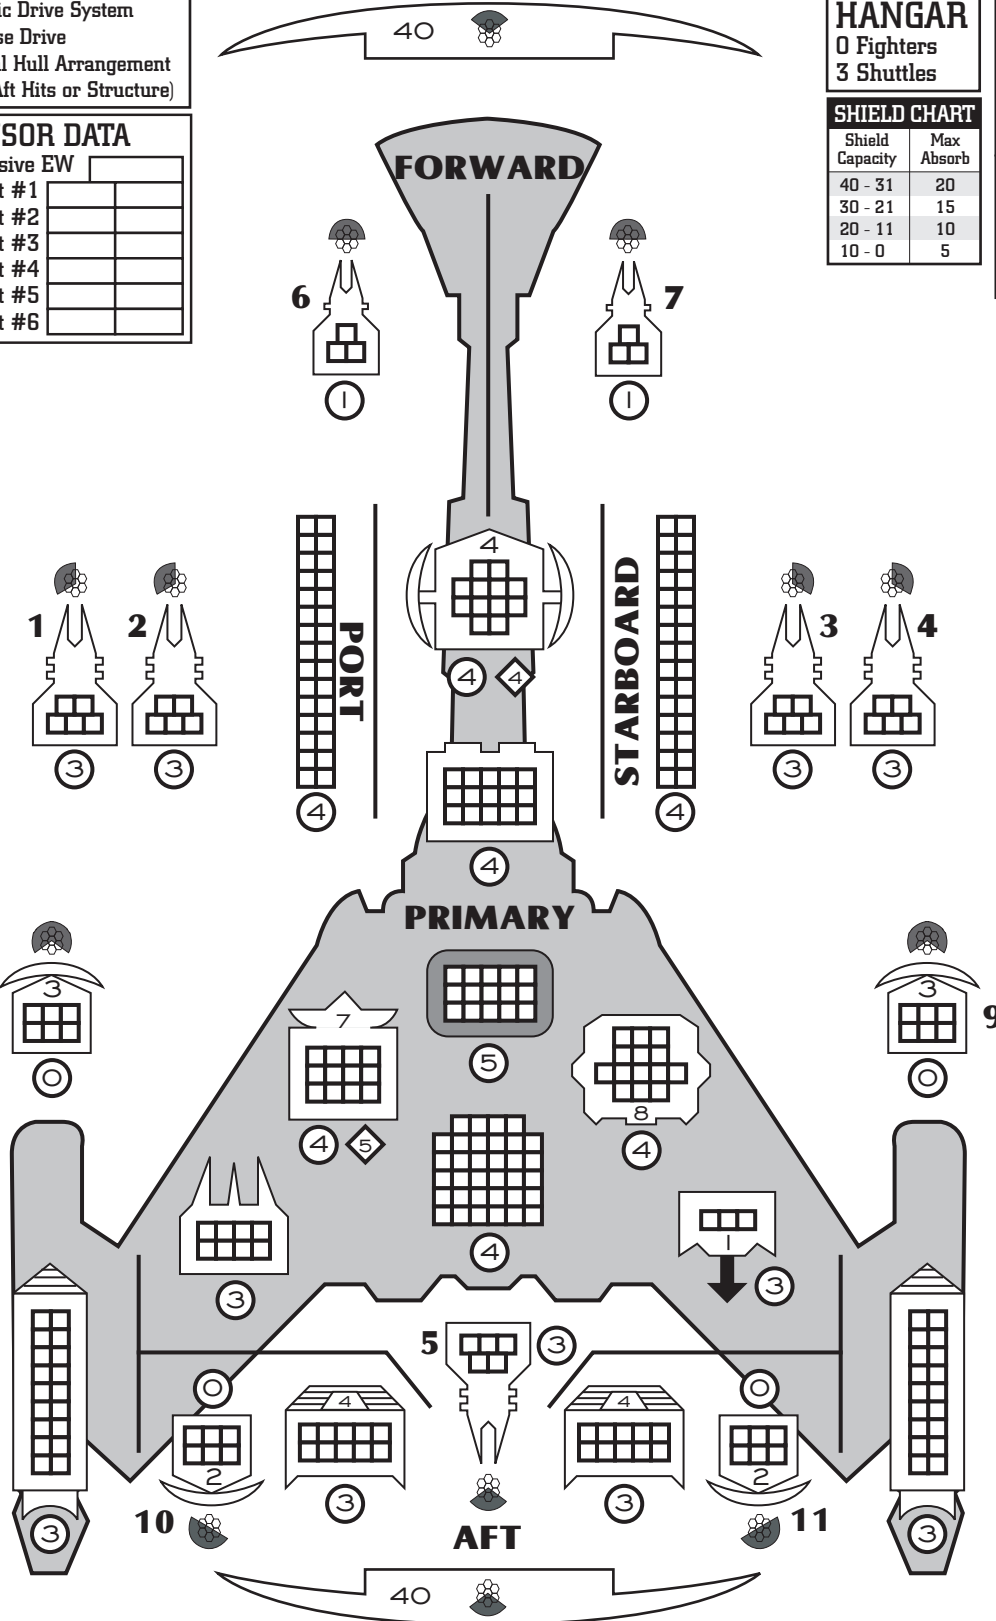 ic Drive System
se Drive
l Hull Arrangement
Aft Hits or Structure)
SOR DATA
sive EW
t #1
t #2
t #3
t #4
t #5
t #6
40
HANGAR
0 Fighters
3 Shuttles
SHIELD CHART
Shield Capacity Max Absorb
40 - 31 20
30 - 21 15
20 - 11 10
10 - 0 5
FORWARD
6
7
1
1
4
1
2
3
4
PORT
STARBOARD
4
4
3
3
3
3
4
4
4
PRIMARY
3
3
9
7
5
0
0
8
4
5
4
4
1
3
3
5
3
0
0
4
4
2
2
3
3
10
11
3
3
AFT
40